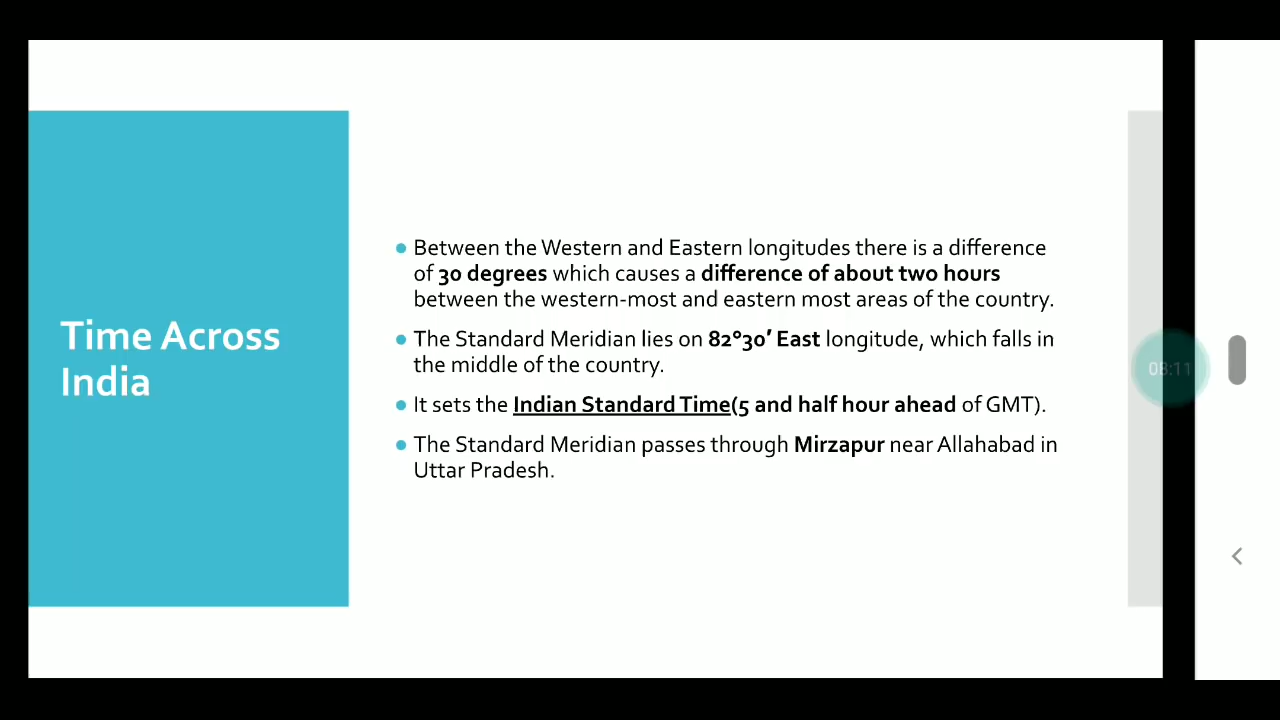 Time Across
India
Between the Western and Eastern longitudes there is a difference
of 30 degrees which causes a difference of about two hours
between the western-most and eastern most areas of the country.
The Standard Meridian lies on 82°30’ East longitude, which falls in
the middle of the country.
It sets the Indian Standard Time(5 and half hour ahead of GMT).
The Standard Meridian passes through Mirzapur near Allahabad in
Uttar Pradesh.
08:11